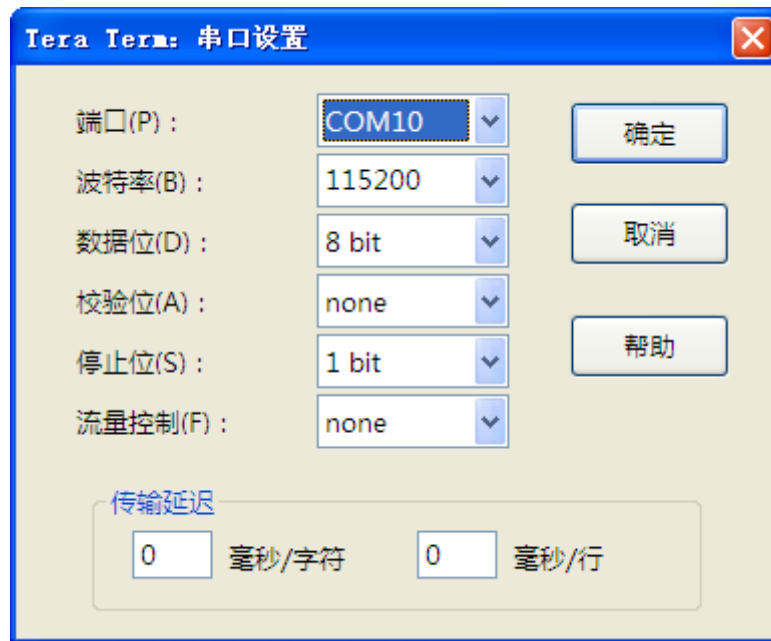 Tera Term: 串口设置
端口(P)： COM10
确定
波特率(B)： 115200
数据位(D)： 8 bit
取消
校验位(A)： none
停止位(S)： 1 bit
帮助
流量控制(F)： none
传输延迟
0 毫秒/字符 0 毫秒/行